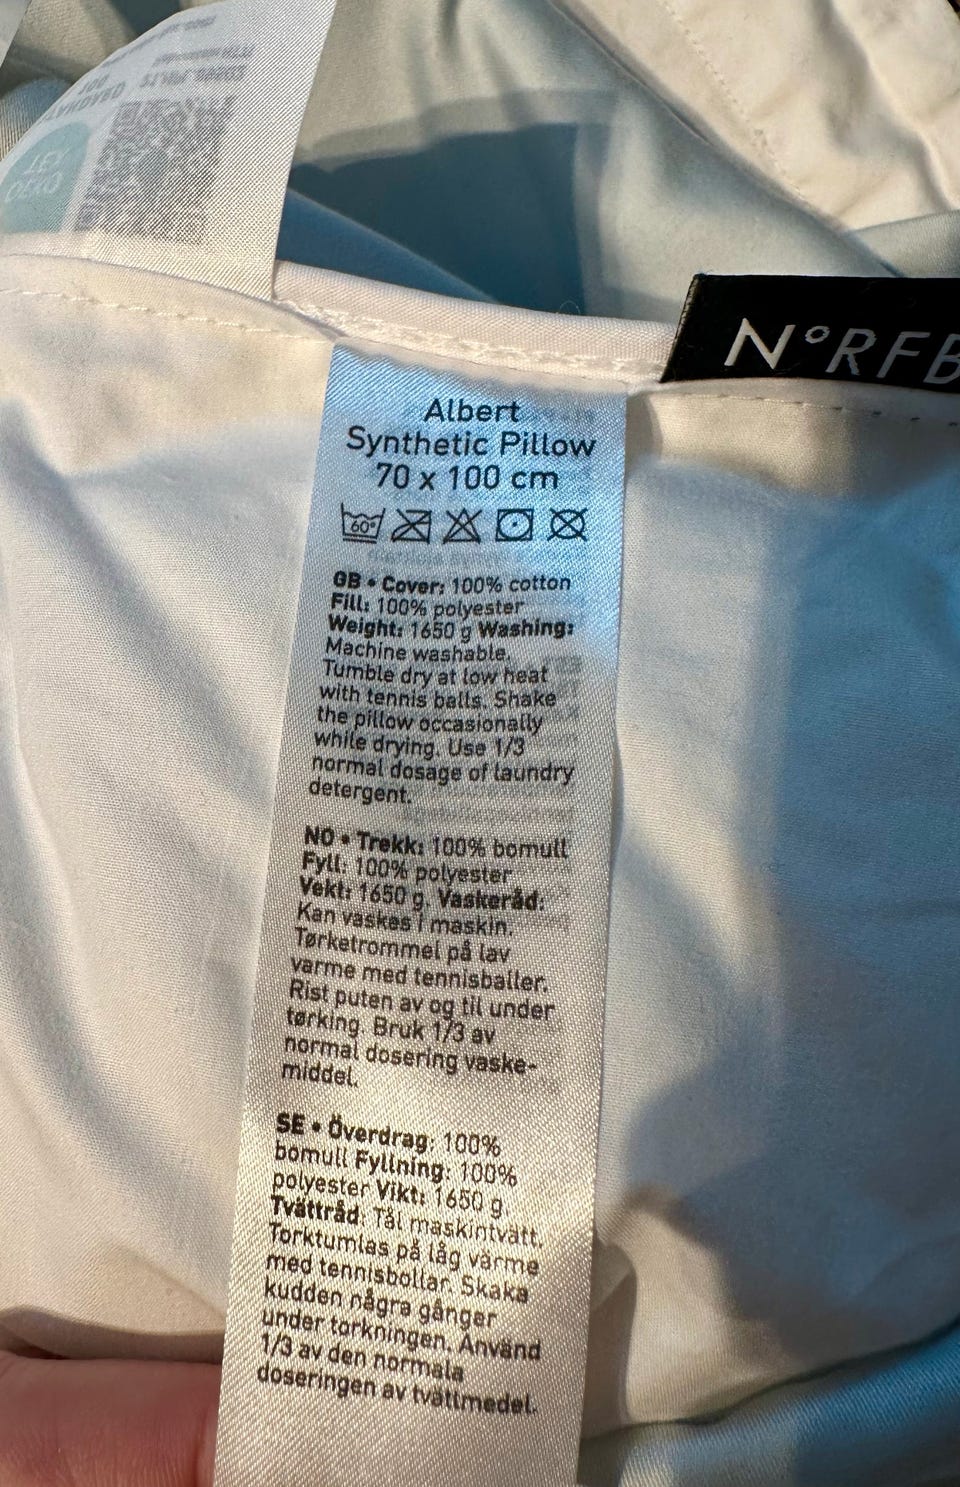 N°RFB
Albert
Synthetic Pillow
70 x 100 cm
60°
GB • Cover: 100% cotton
Fill: 100% polyester
Weight: 1650 g Washing:
Machine washable.
Tumble dry at low heat
with tennis balls. Shake
the pillow occasionally
while drying. Use 1/3
normal dosage of laundry
detergent.
NO • Trekk: 100% bomull
Fyll: 100% polyester
Vekt: 1650 g. Vaskeråd:
Kan vaskes i maskin.
Tørketrommel på lav
varme med tennisballer.
Rist puten av og til under
tørking. Bruk 1/3 av
normal dosering vaske-
middel.
SE • Överdrag: 100%
bomull Fyllning: 100%
polyester Vikt: 1650 g.
Tvättråd: Tål maskintvätt.
Torktumlas på låg värme
med tennisbollar. Skaka
kudden några gånger
under torkningen. Använd
1/3 av den normala
doseringen av tvättmedel.